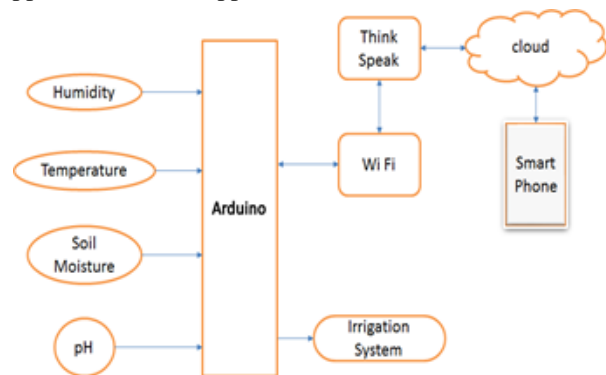 Humidity
Temperature
Soil
Moisture
pH
Arduino
Think
Speak
Wi Fi
Irrigation
System
cloud
Smart
Phone